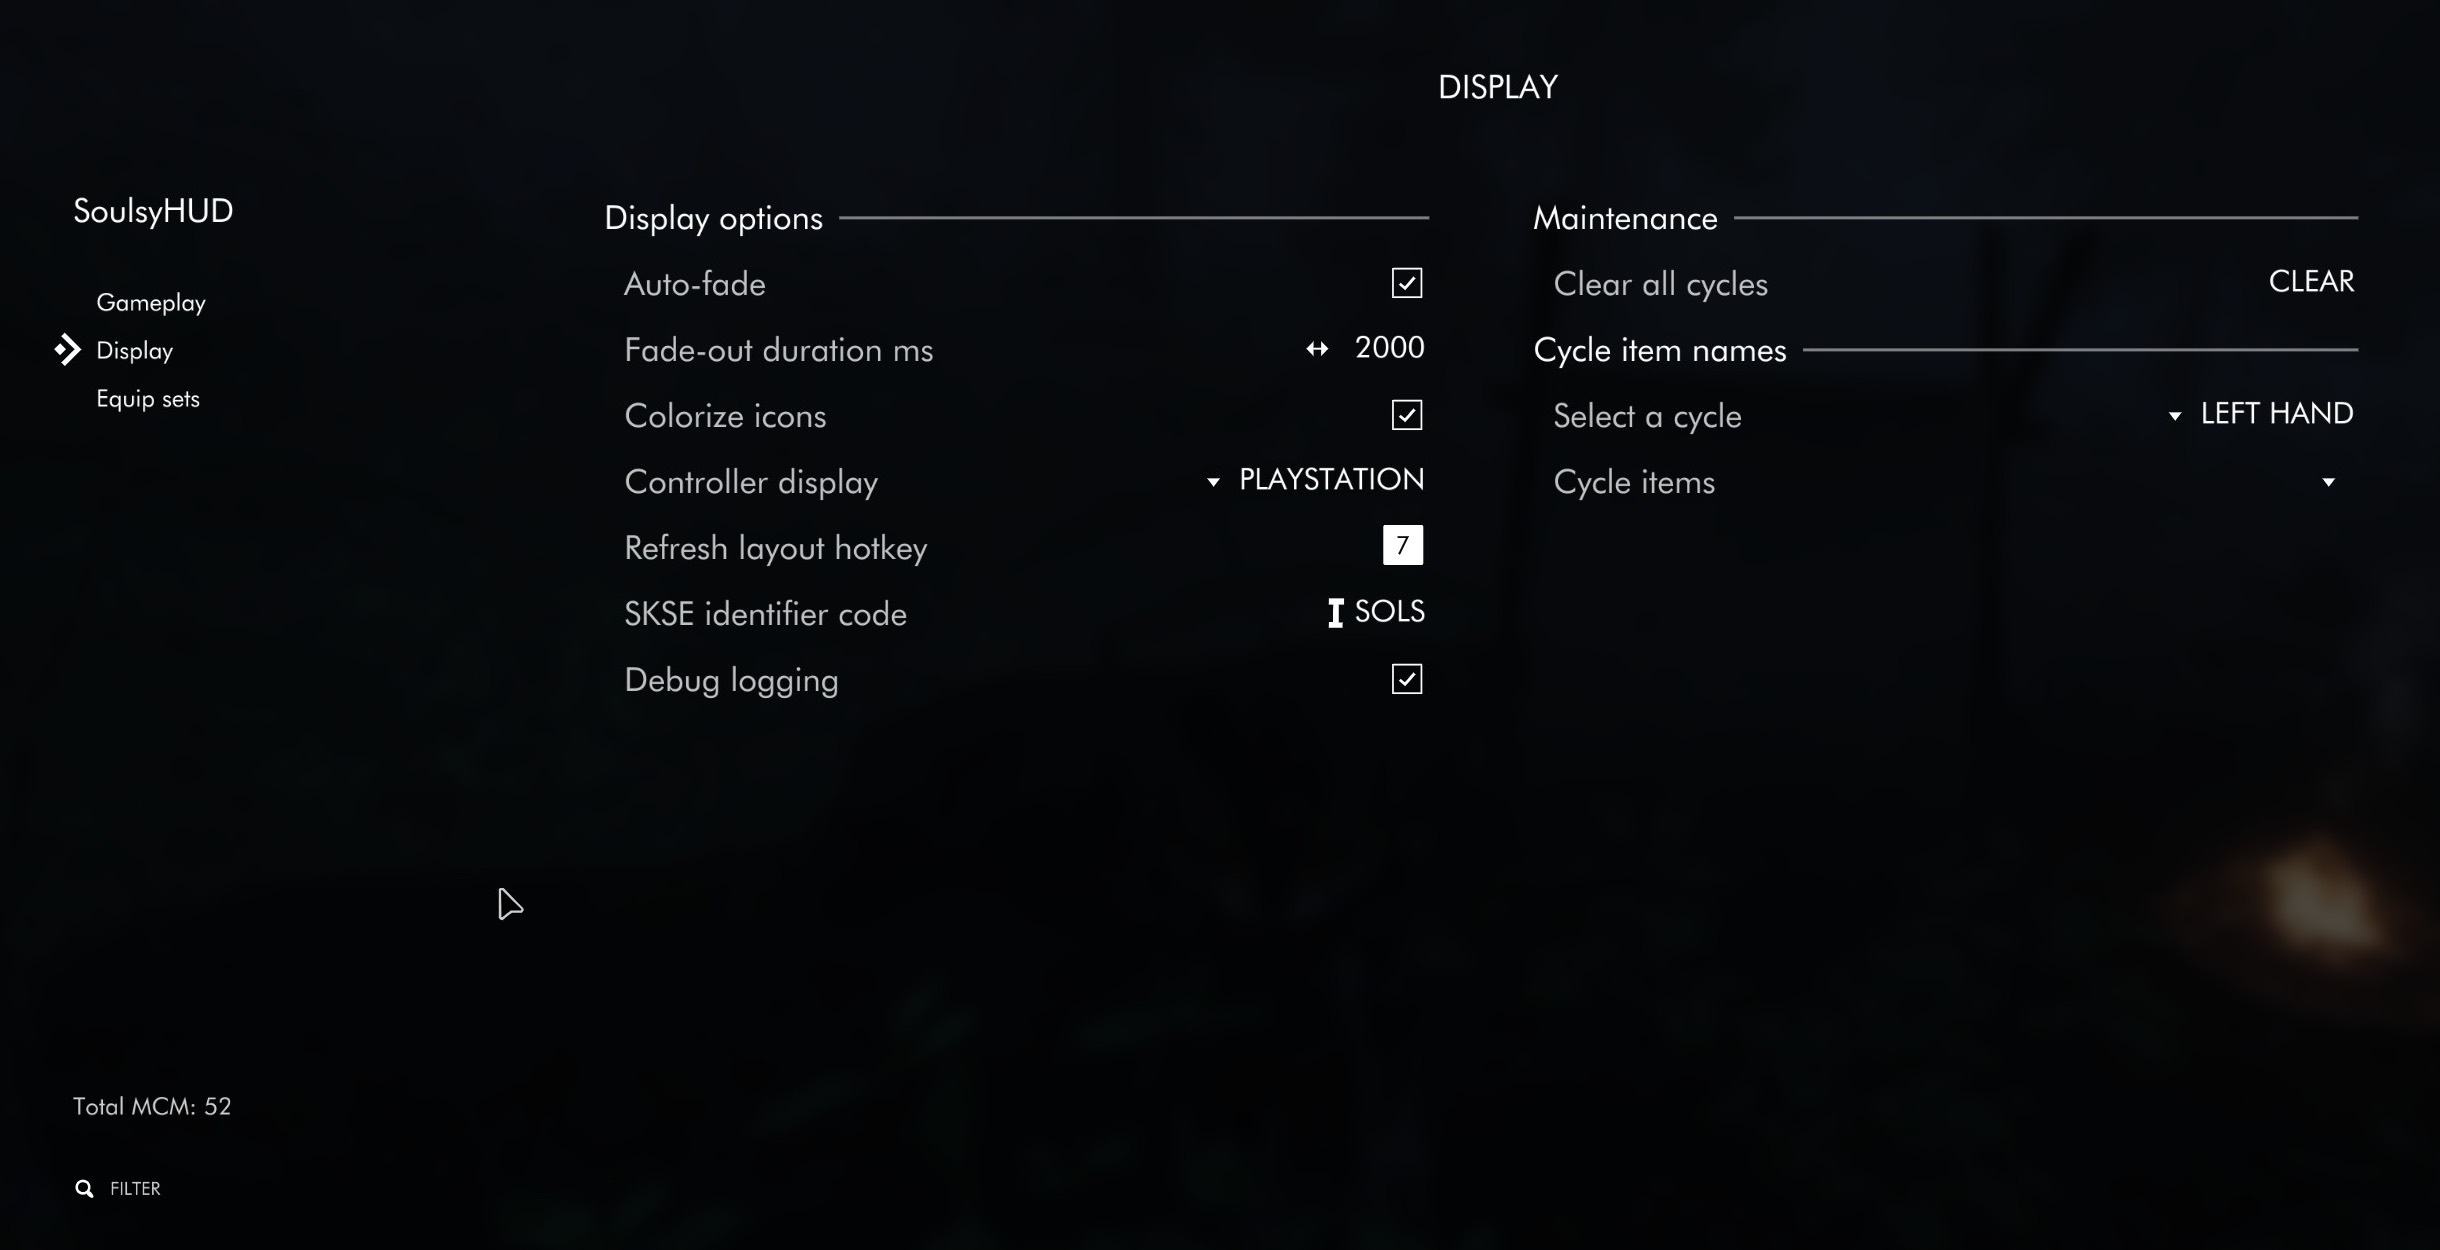 DISPLAY
SoulsyHUD
Gameplay
Display
Equip sets
Display options
Auto-fade
Fade-out duration ms 2000
Colorize icons
Controller display PLAYSTATION
Refresh layout hotkey 7
SKSE identifier code SOLS
Debug logging
Maintenance
Clear all cycles CLEAR
Cycle item names
Select a cycle LEFT HAND
Cycle items
Total MCM: 52
FILTER